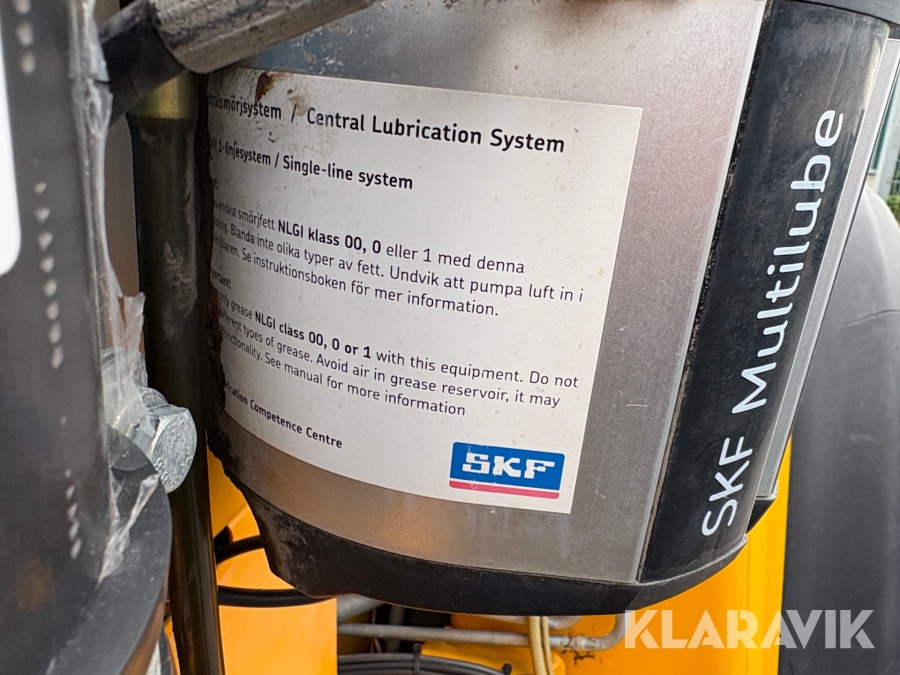 / Central Lubrication System
1-linjesystem / Single-line system
endast smörjfett NLGI klass 00, 0 eller 1 med denna
Blanda inte olika typer av fett. Undvik att pumpa luft in i
Se instruktionsboken för mer information.
grease NLGI class 00, 0 or 1 with this equipment. Do not
types of grease. Avoid air in grease reservoir, it may
See manual for more information
Competence Centre
SKF
SKF Multilube
KLARAVIK